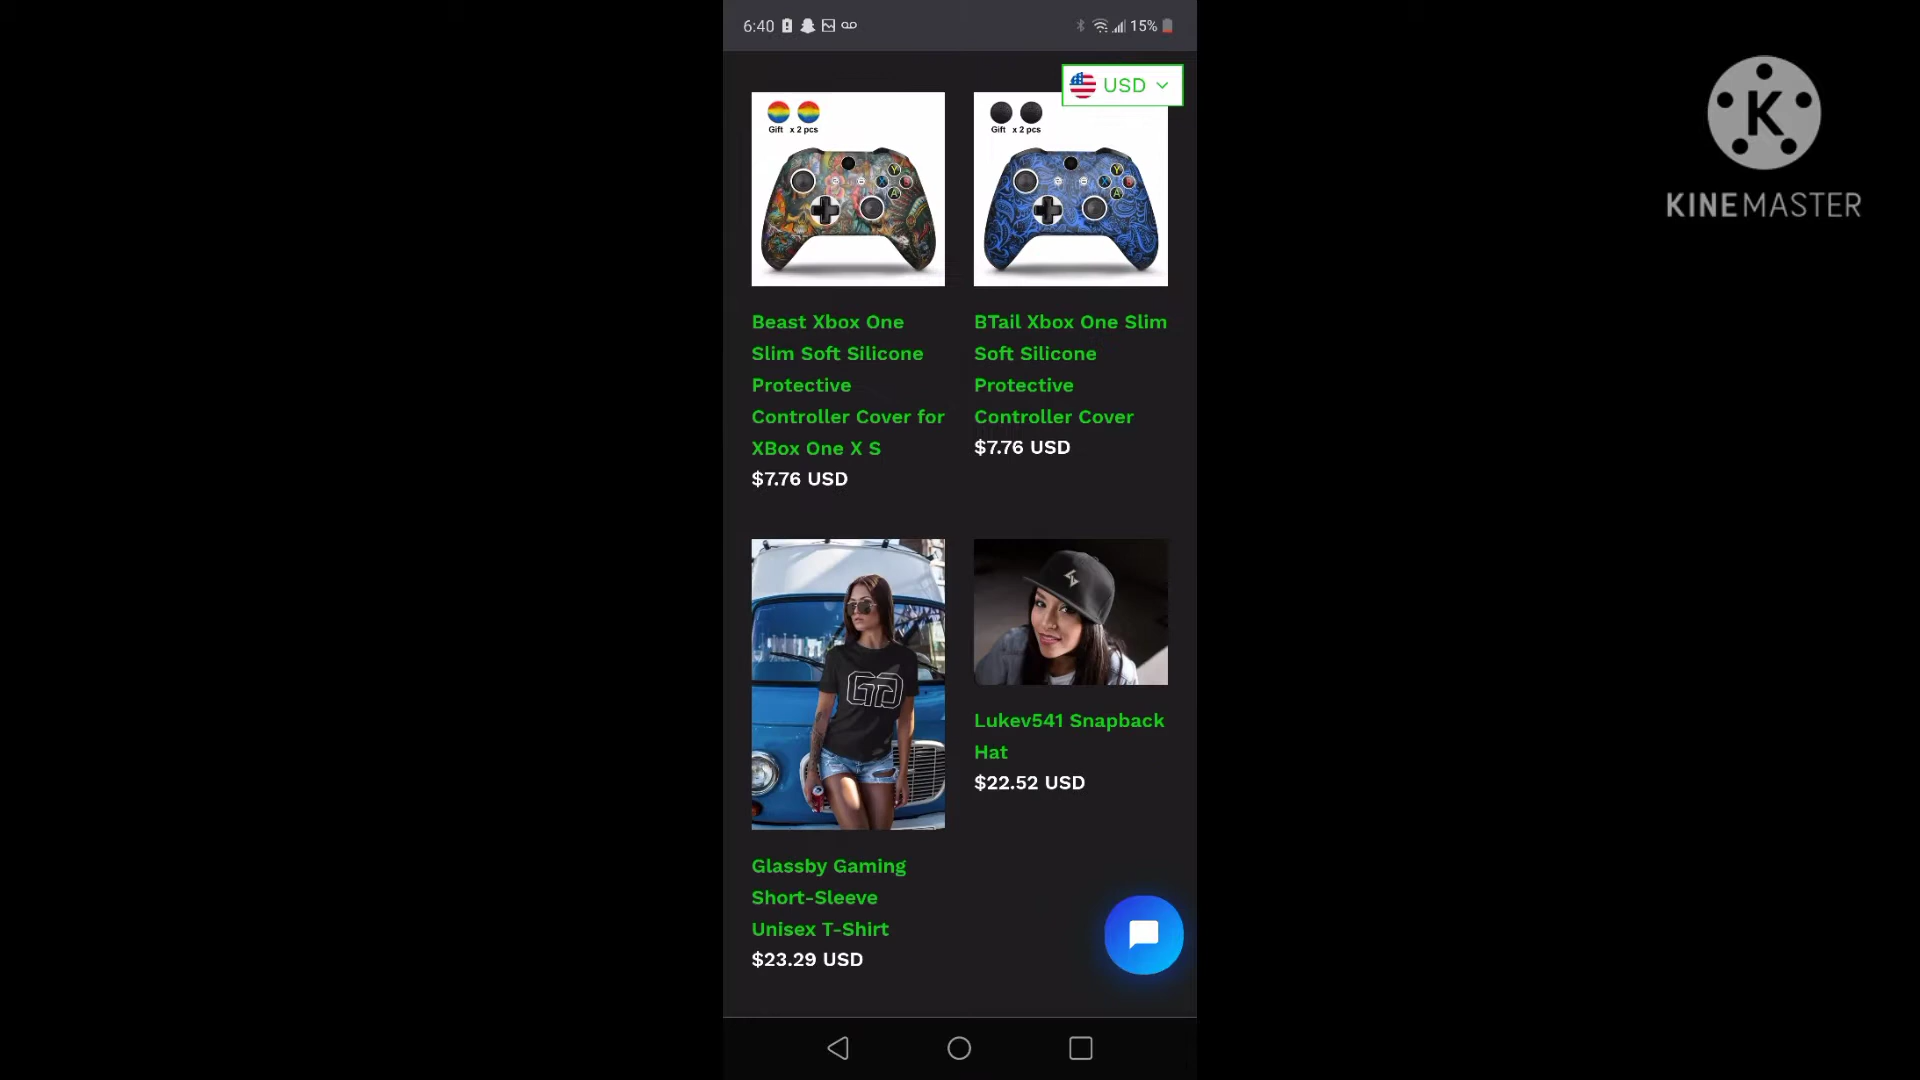 6:40
15%
USD
KINEMASTER
Gift x 2 pcs
Gift x 2 pcs
Y
X
B
A
Y
X
B
A
Beast Xbox One
Slim Soft Silicone
Protective
Controller Cover for
XBox One X S
$7.76 USD
BTail Xbox One Slim
Soft Silicone
Protective
Controller Cover
$7.76 USD
GG
Lukev541 Snapback
Hat
$22.52 USD
Glassby Gaming
Short-Sleeve
Unisex T-Shirt
$23.29 USD